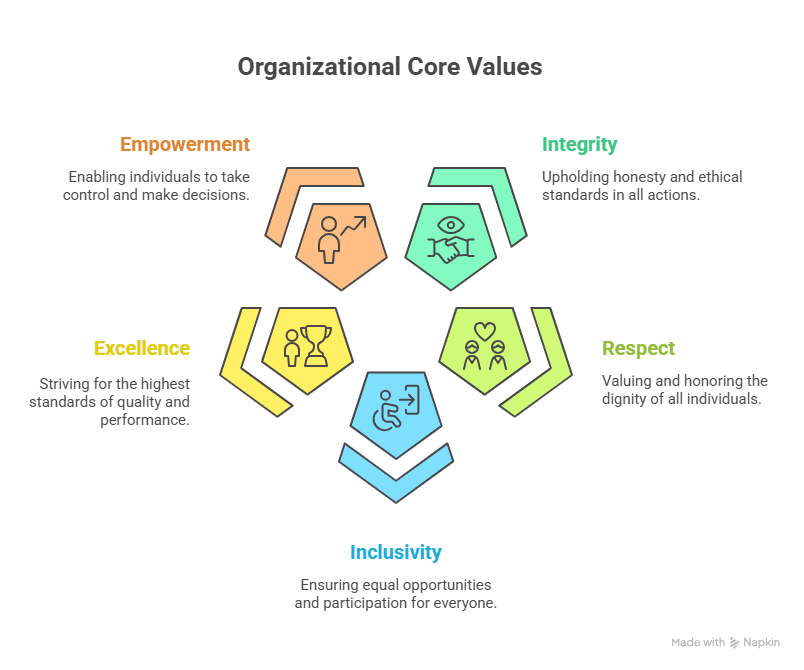 Organizational Core Values
Empowerment
Enabling individuals to take
control and make decisions.
Integrity
Upholding honesty and ethical
standards in all actions.
Excellence
Striving for the highest
standards of quality and
performance.
Respect
Valuing and honoring the
dignity of all individuals.
Inclusivity
Ensuring equal opportunities
and participation for everyone.
Made with Napkin